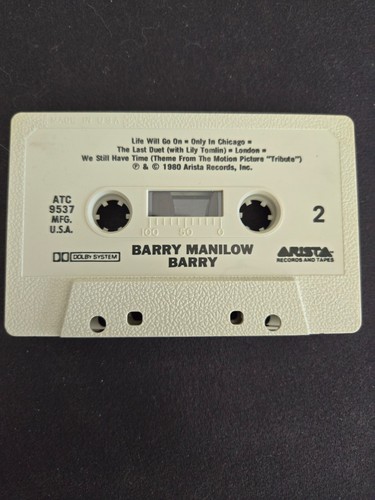 MADE IN U.S.A.
Life Will Go On • Only In Chicago •
The Last Duet (with Lily Tomlin) • London •
We Still Have Time (Theme From The Motion Picture "Tribute")
℗ & © 1980 Arista Records, Inc.
ATC
9537
MFG.
U.S.A.
100 50 0
2
DOLBY SYSTEM
BARRY MANILOW
BARRY
ARISTA
RECORDS AND TAPES